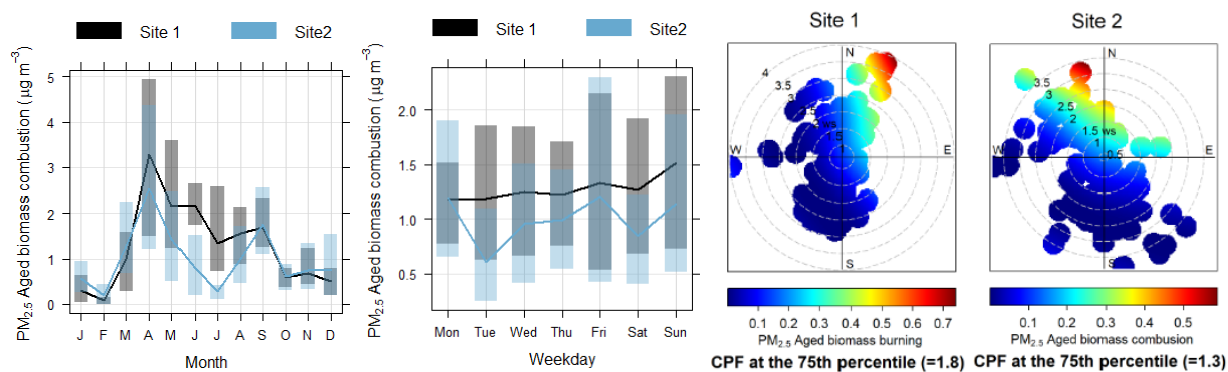 Site 1 Site2
PM2.5 Aged biomass combustion (μg m−3)
5
4
3
2
1
0
J F M A M J J A S O N D
Month
Site 1 Site2
PM2.5 Aged biomass combustion (μg m−3)
2.0
1.5
1.0
0.5
Mon Tue Wed Thu Fri Sat Sun
Weekday
Site 1
N
4
3.5
3
2.5
ws
W E
S
0.1 0.2 0.3 0.4 0.5 0.6 0.7
PM2.5 Aged biomass burning
CPF at the 75th percentile (=1.8)
Site 2
N
3.5
3
2.5
2
1.5 ws
1
0.5
W E
S
0.1 0.2 0.3 0.4 0.5
PM2.5 Aged biomass combusion
CPF at the 75th percentile (=1.3)